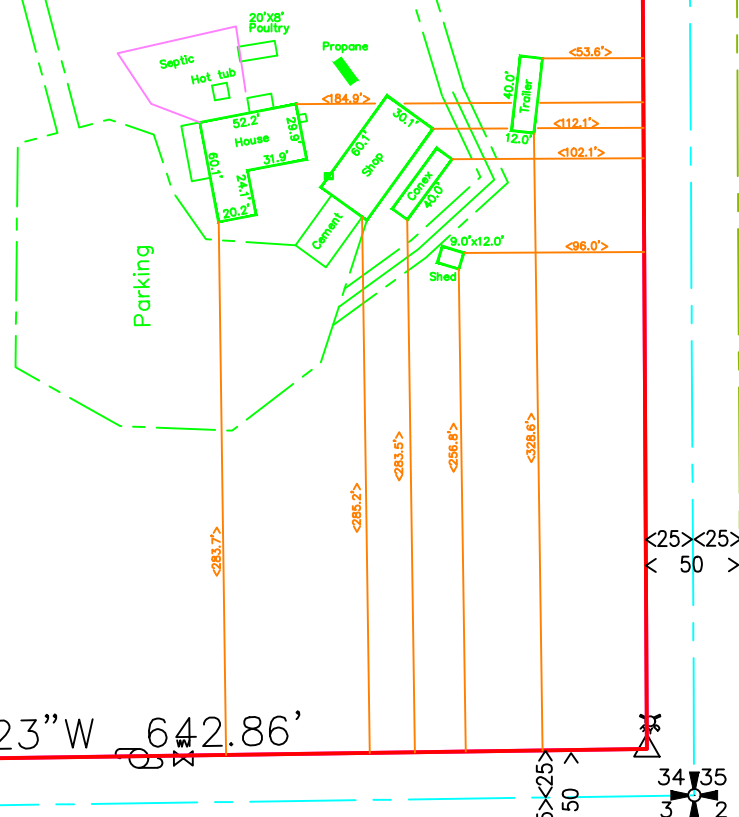 20'X8'
Poultry
Propane
<53.6'>
Septic
Hot tub
40.0'
Trailer
<184.9'>
52.2'
29.9'
House
30.1'
60.1'
Shop
<112.1'>
12.0'
<102.1'>
31.9'
60.1'
24.1'
20.2'
Conex
40.0'
Cement
9.0'x12.0'
<96.0'>
Shed
Parking
<328.6'>
<283.5'>
<256.8'>
<285.2'>
<283.7'>
<25><25>
< 50 >
23"W 642.86'
W
<25>
50
34 35
3 2